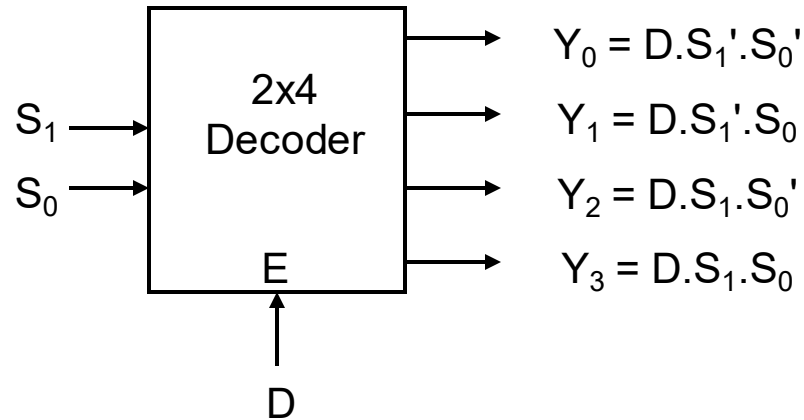 S₁
S₀
2x4
Decoder
E
D
Y₀ = D.S₁'.S₀'
Y₁ = D.S₁'.S₀
Y₂ = D.S₁.S₀'
Y₃ = D.S₁.S₀